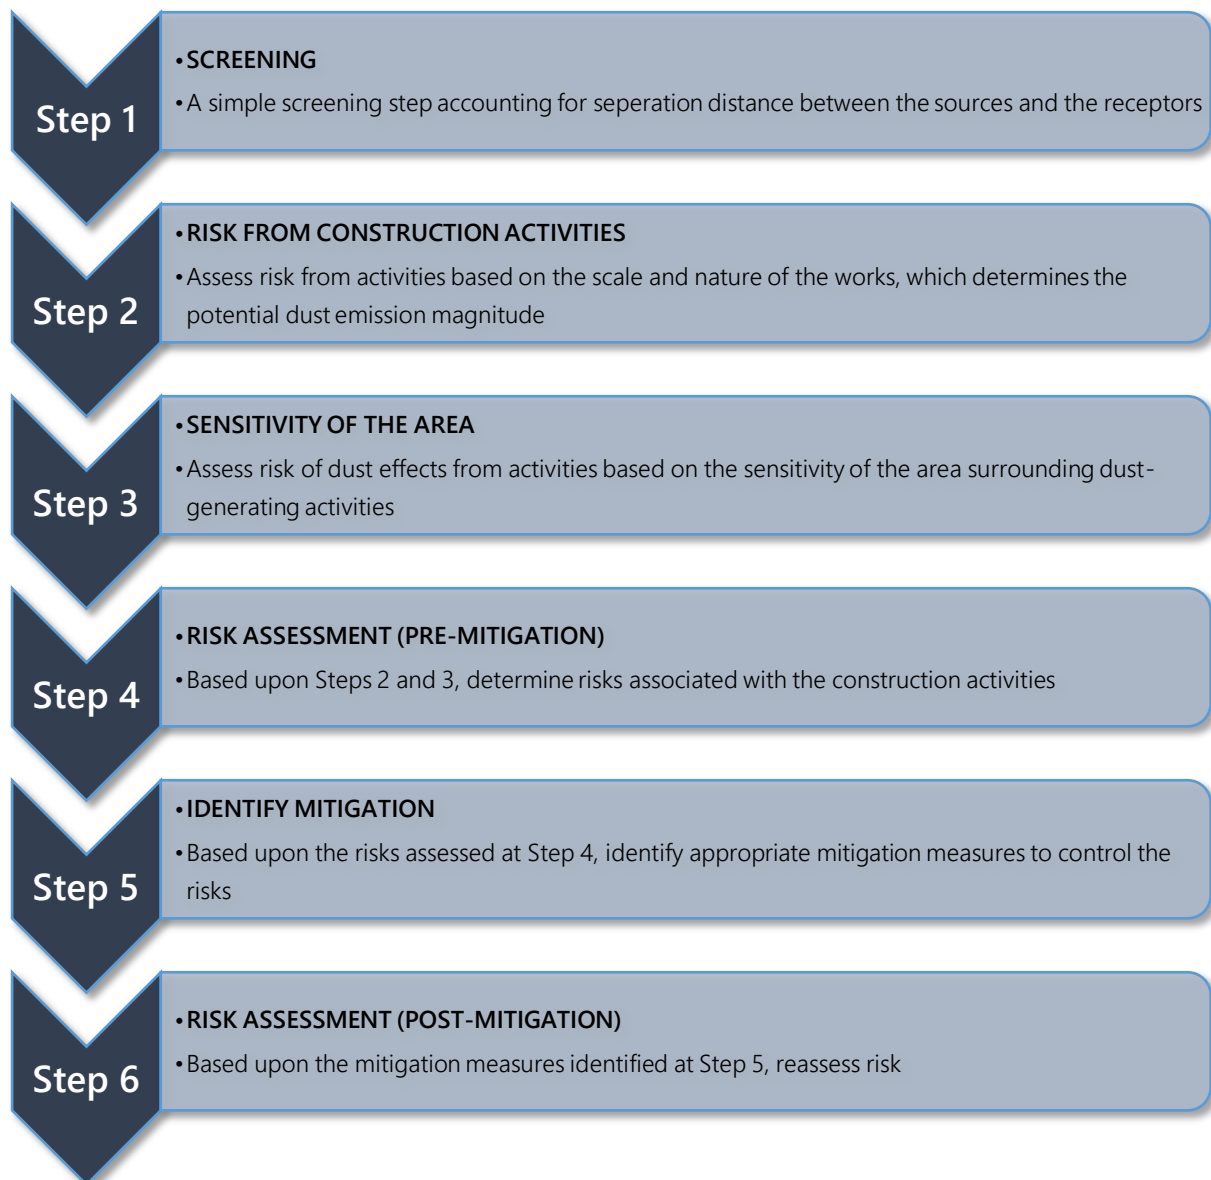 Step 1
•SCREENING
•A simple screening step accounting for seperation distance between the sources and the receptors
Step 2
•RISK FROM CONSTRUCTION ACTIVITIES
•Assess risk from activities based on the scale and nature of the works, which determines the
potential dust emission magnitude
Step 3
•SENSITIVITY OF THE AREA
•Assess risk of dust effects from activities based on the sensitivity of the area surrounding dust-
generating activities
Step 4
•RISK ASSESSMENT (PRE-MITIGATION)
•Based upon Steps 2 and 3, determine risks associated with the construction activities
Step 5
•IDENTIFY MITIGATION
•Based upon the risks assessed at Step 4, identify appropriate mitigation measures to control the
risks
Step 6
•RISK ASSESSMENT (POST-MITIGATION)
•Based upon the mitigation measures identified at Step 5, reassess risk